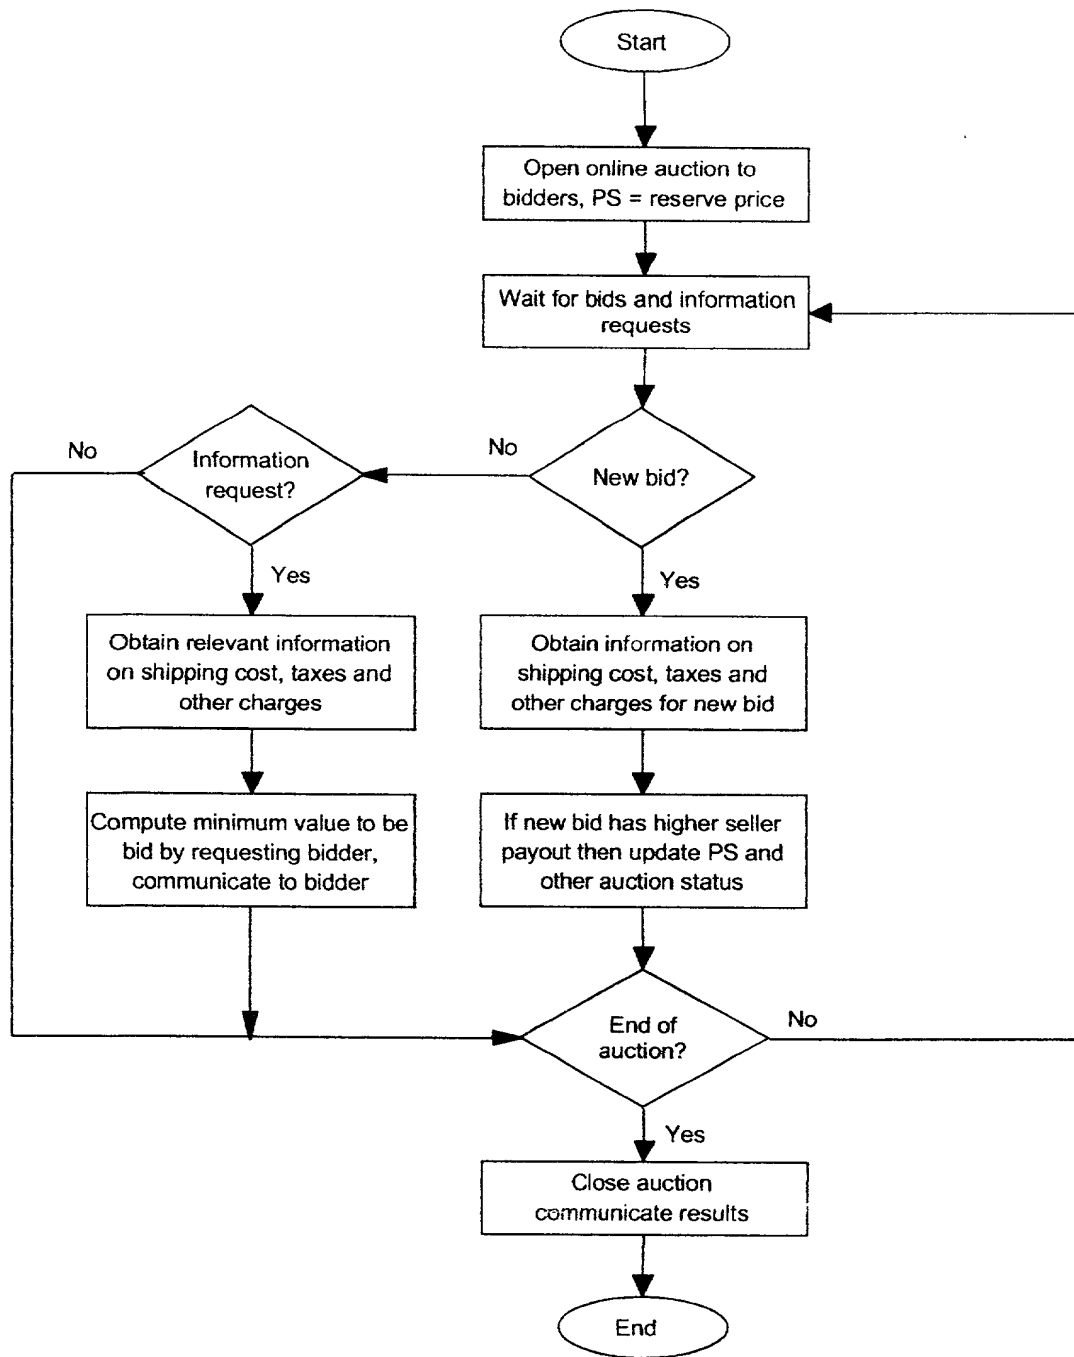 Start
Open online auction to
bidders, PS = reserve price
Wait for bids and information
requests
No
Information
request?
No
New bid?
Yes
Yes
Obtain relevant information
on shipping cost, taxes and
other charges
Obtain information on
shipping cost, taxes and
other charges for new bid
Compute minimum value to be
bid by requesting bidder,
communicate to bidder
If new bid has higher seller
payout then update PS and
other auction status
End of
auction?
No
Yes
Close auction
communicate results
End